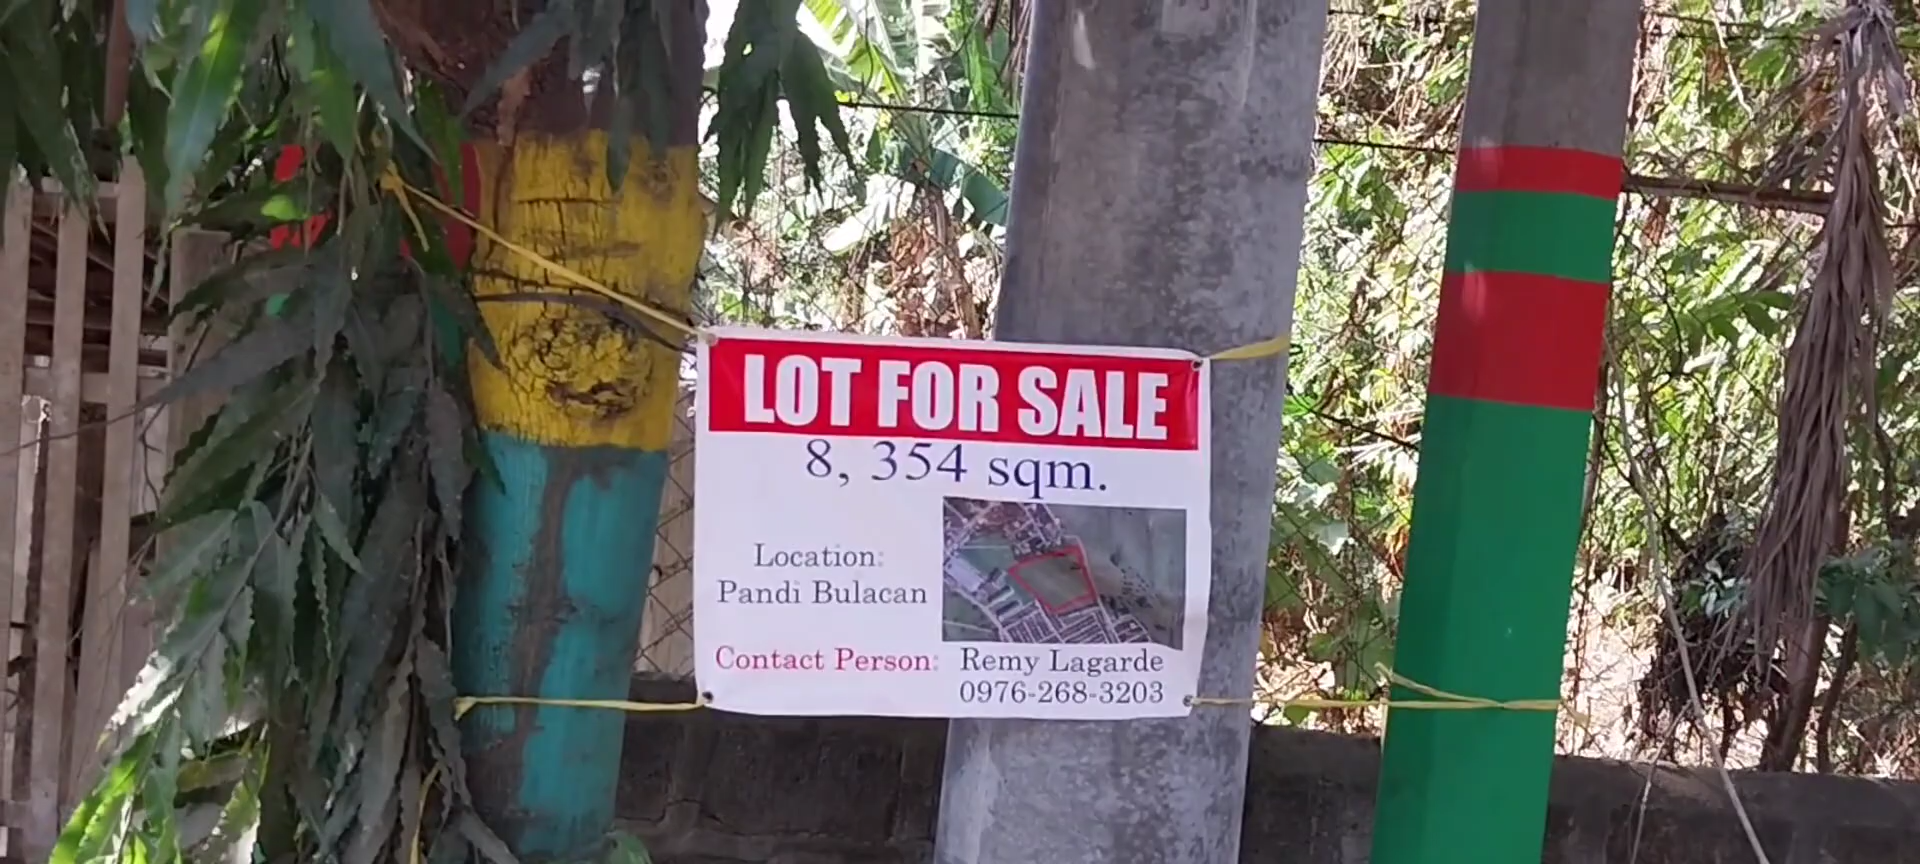 LOT FOR SALE
8, 354 sqm.
Location:
Pandi Bulacan
Contact Person: Remy Lagarde
0976-268-3203